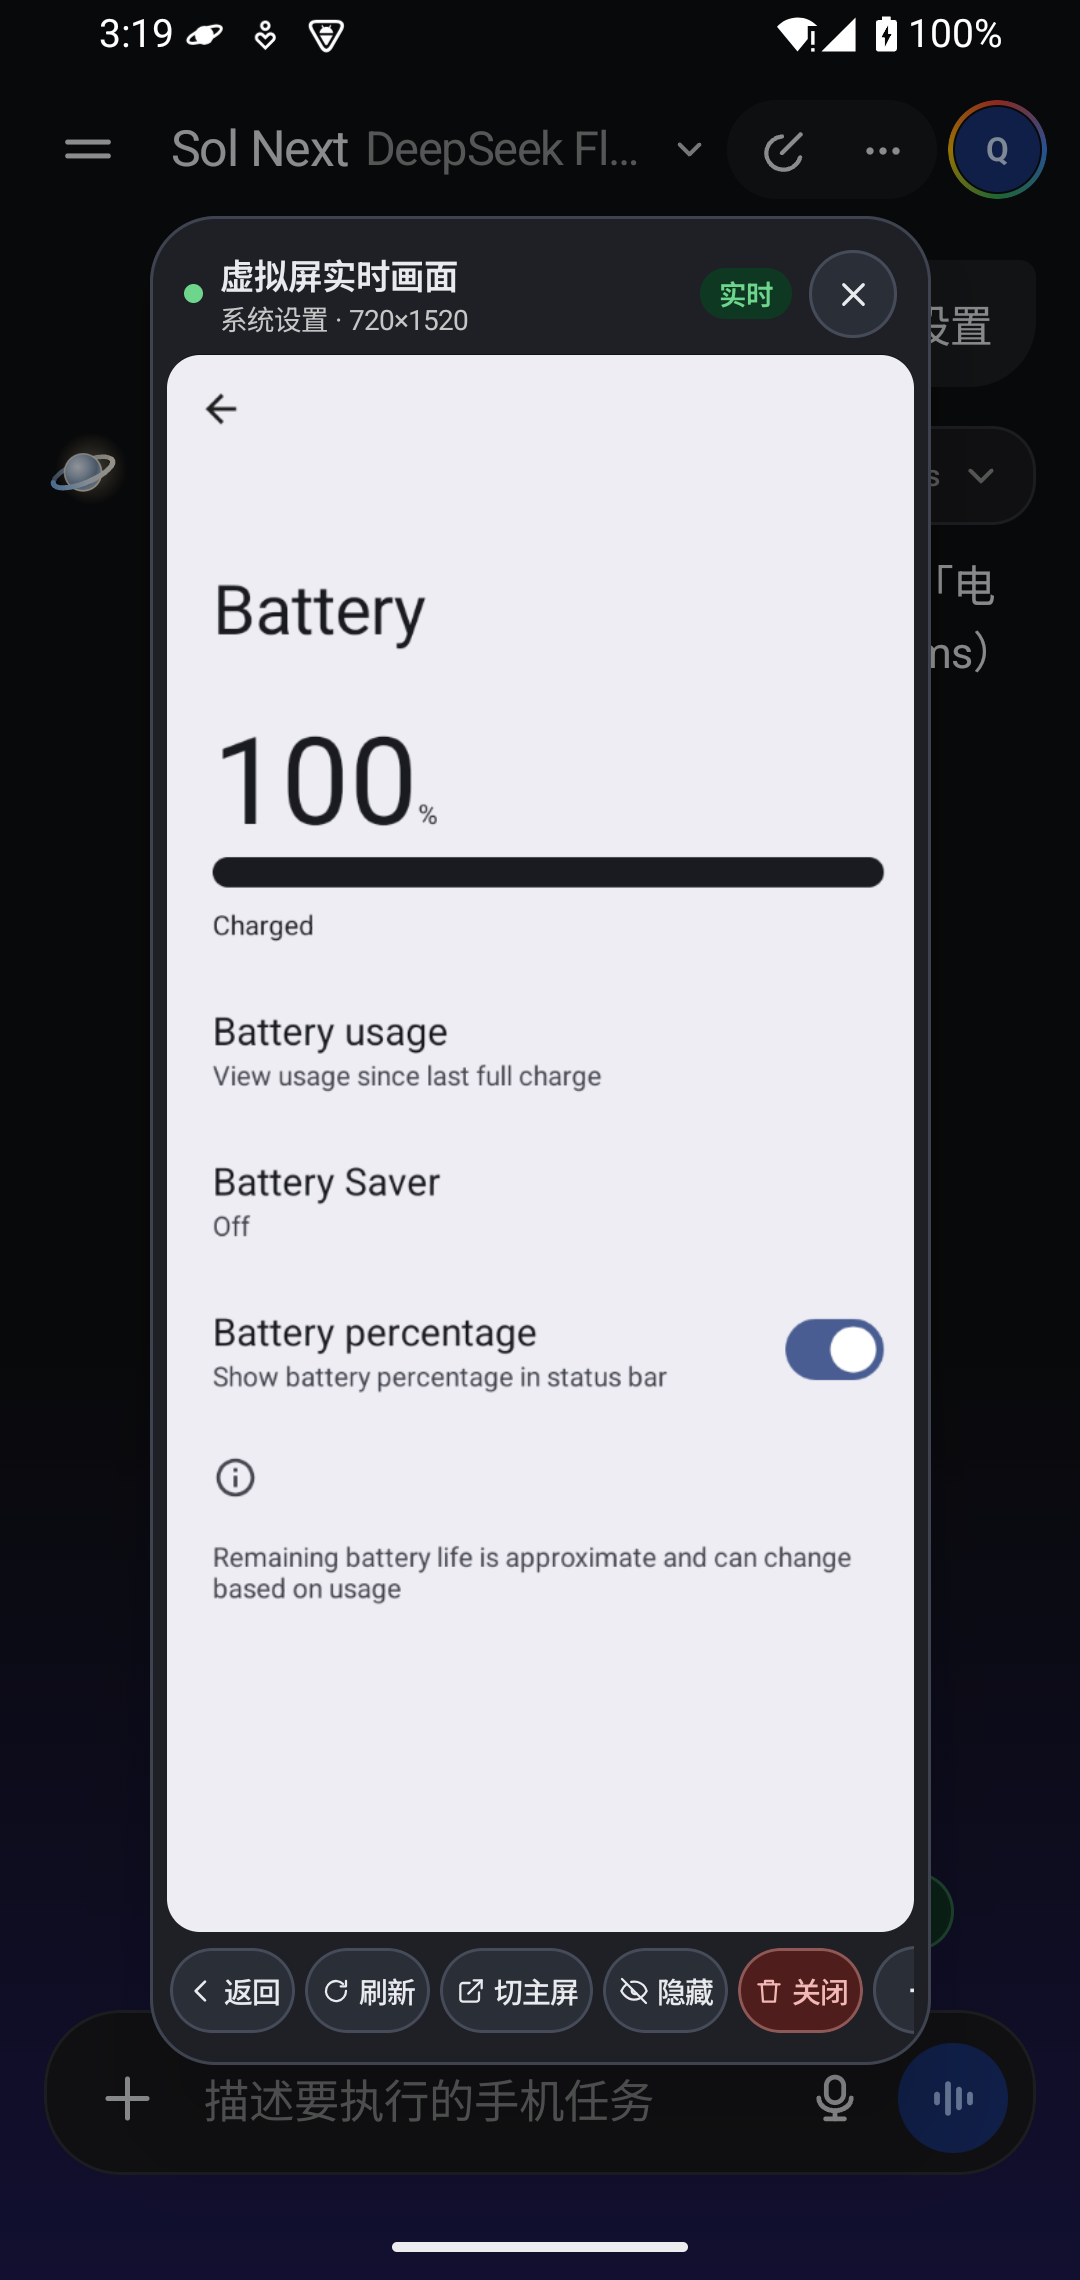 3:19
100%
Sol Next DeepSeek Fl...
Q
虚拟屏实时画面
系统设置 · 720×1520
实时
设置
s
「电
ms）
Battery
100%
Charged
Battery usage
View usage since last full charge
Battery Saver
Off
Battery percentage
Show battery percentage in status bar
Remaining battery life is approximate and can change
based on usage
返回 刷新 切主屏 隐藏 关闭
描述要执行的手机任务